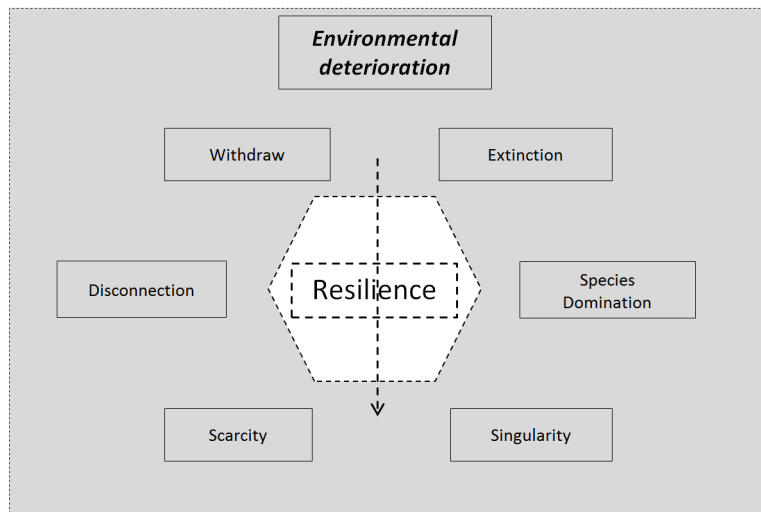 Environmental
deterioration
Withdraw
Extinction
Disconnection
Resilience
Species
Domination
Scarcity
Singularity